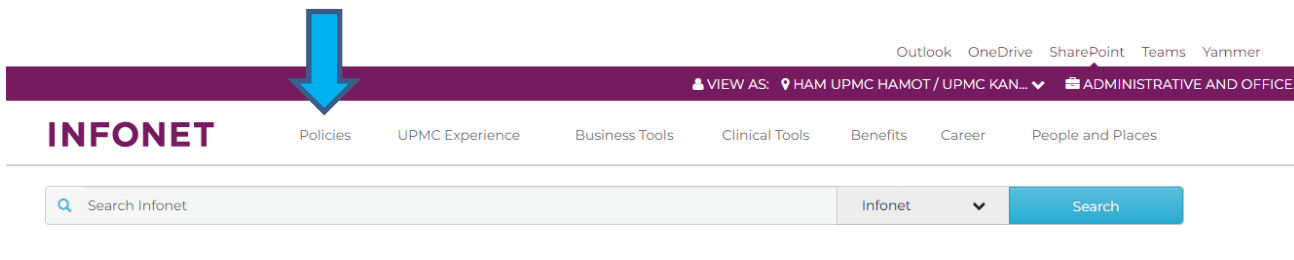 Outlook OneDrive SharePoint Teams Yammer
VIEW AS: HAM UPMC HAMOT / UPMC KAN... ADMINISTRATIVE AND OFFICE
INFONET Policies UPMC Experience Business Tools Clinical Tools Benefits Career People and Places
Search Infonet Infonet Search